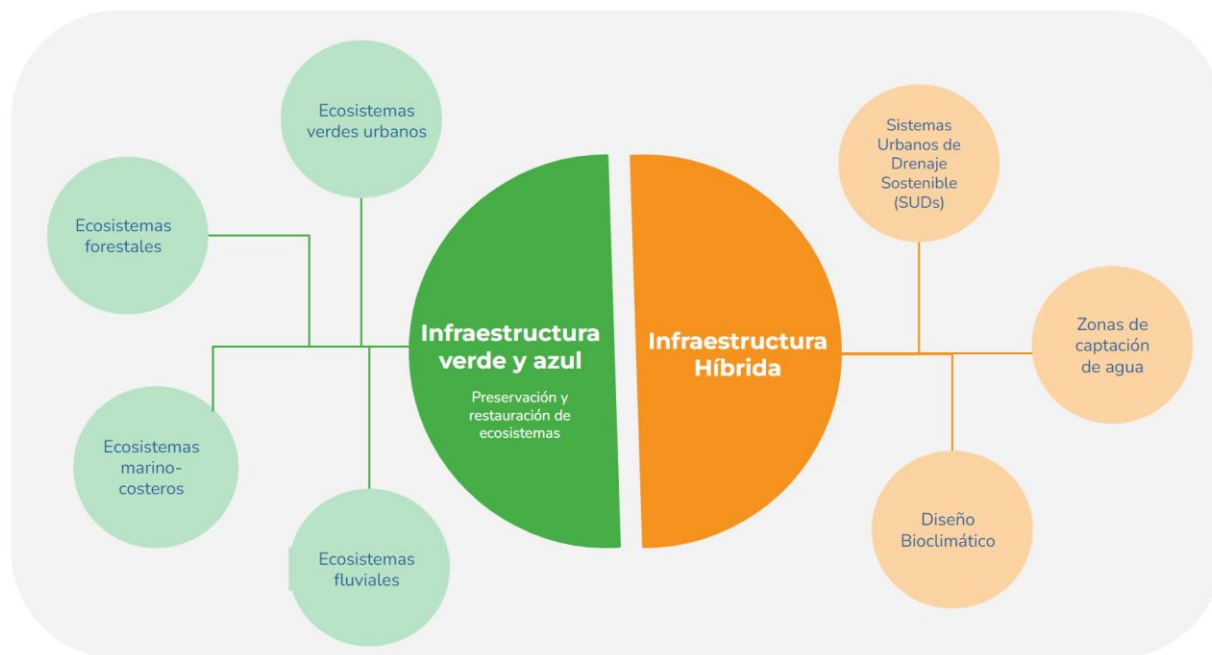 Ecosistemas
verdes urbanos
Ecosistemas
forestales
Ecosistemas
marino-
costeros
Ecosistemas
fluviales
Infraestructura
verde y azul
Preservación y
restauración de
ecosistemas
Infraestructura
Híbrida
Sistemas
Urbanos de
Drenaje
Sostenible
(SUDs)
Zonas de
captación
de agua
Diseño
Bioclimático